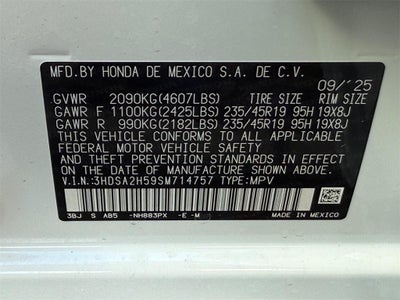 MFD.BY HONDA DE MEXICO S.A. DE C.V.
09/'25
GVWR 2090KG(4607LBS) TIRE SIZE RIM SIZE
GAWR F 1100KG(2425LBS) 235/45R19 95H 19X8J
GAWR R 990KG(2182LBS) 235/45R19 95H 19X8J
THIS VEHICLE CONFORMS TO ALL APPLICABLE
FEDERAL MOTOR VEHICLE SAFETY STANDARDS
IN EFFECT ON THE DATE OF
MANUFACTURE SHOWN ABOVE.
V.I.N.:3HDSA2H59SM714757 TYPE:MPV
3BJ S AB5 -NH883PX -E -M
MADE IN MEXICO